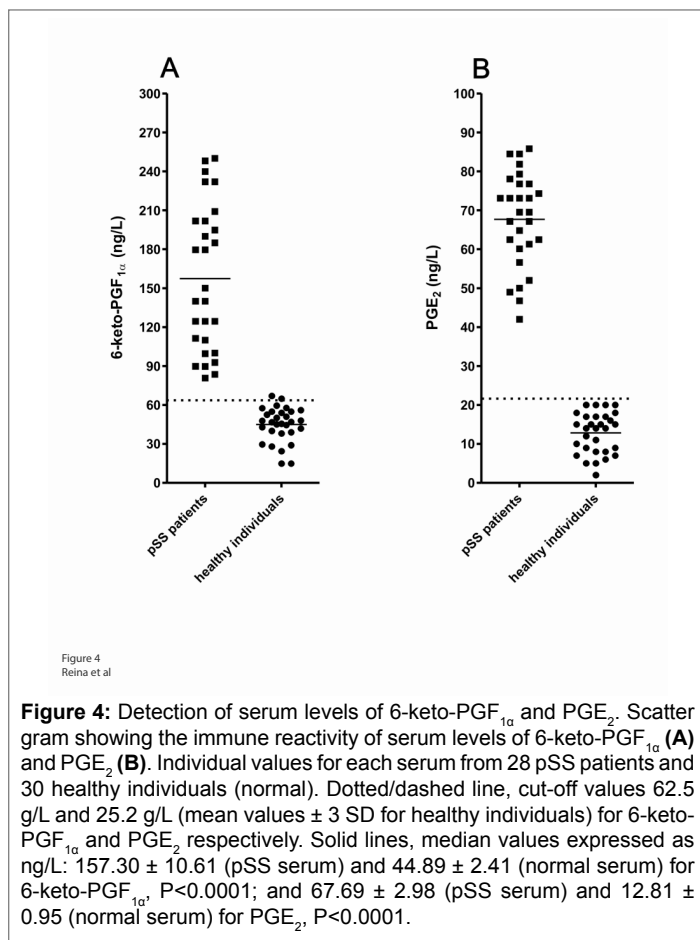 A
B
300
270
240
210
180
150
120
90
60
30
0
6-keto-PGF1α (ng/L)
pSS patients
healthy individuals
100
90
80
70
60
50
40
30
20
10
0
PGE2 (ng/L)
pSS patients
healthy individuals
Figure 4
Reina et al
Figure 4: Detection of serum levels of 6-keto-PGF1α and PGE2. Scatter
gram showing the immune reactivity of serum levels of 6-keto-PGF1α (A)
and PGE2 (B). Individual values for each serum from 28 pSS patients and
30 healthy individuals (normal). Dotted/dashed line, cut-off values 62.5
g/L and 25.2 g/L (mean values ± 3 SD for healthy individuals) for 6-keto-
PGF1α and PGE2 respectively. Solid lines, median values expressed as
ng/L: 157.30 ± 10.61 (pSS serum) and 44.89 ± 2.41 (normal serum) for
6-keto-PGF1α, P<0.0001; and 67.69 ± 2.98 (pSS serum) and 12.81 ±
0.95 (normal serum) for PGE2, P<0.0001.